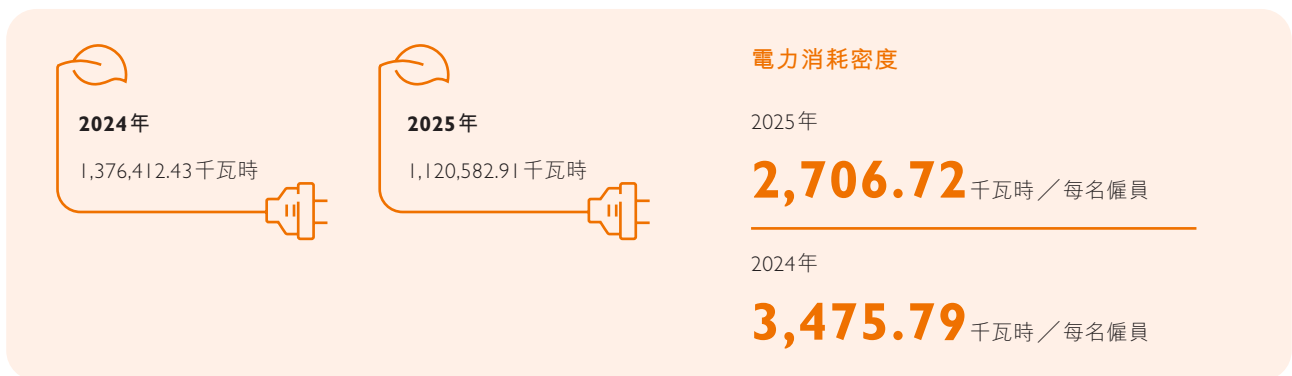 2024年
1,376,412.43千瓦時
2025年
1,120,582.91千瓦時
電力消耗密度
2025年
2,706.72千瓦時／每名僱員
2024年
3,475.79千瓦時／每名僱員